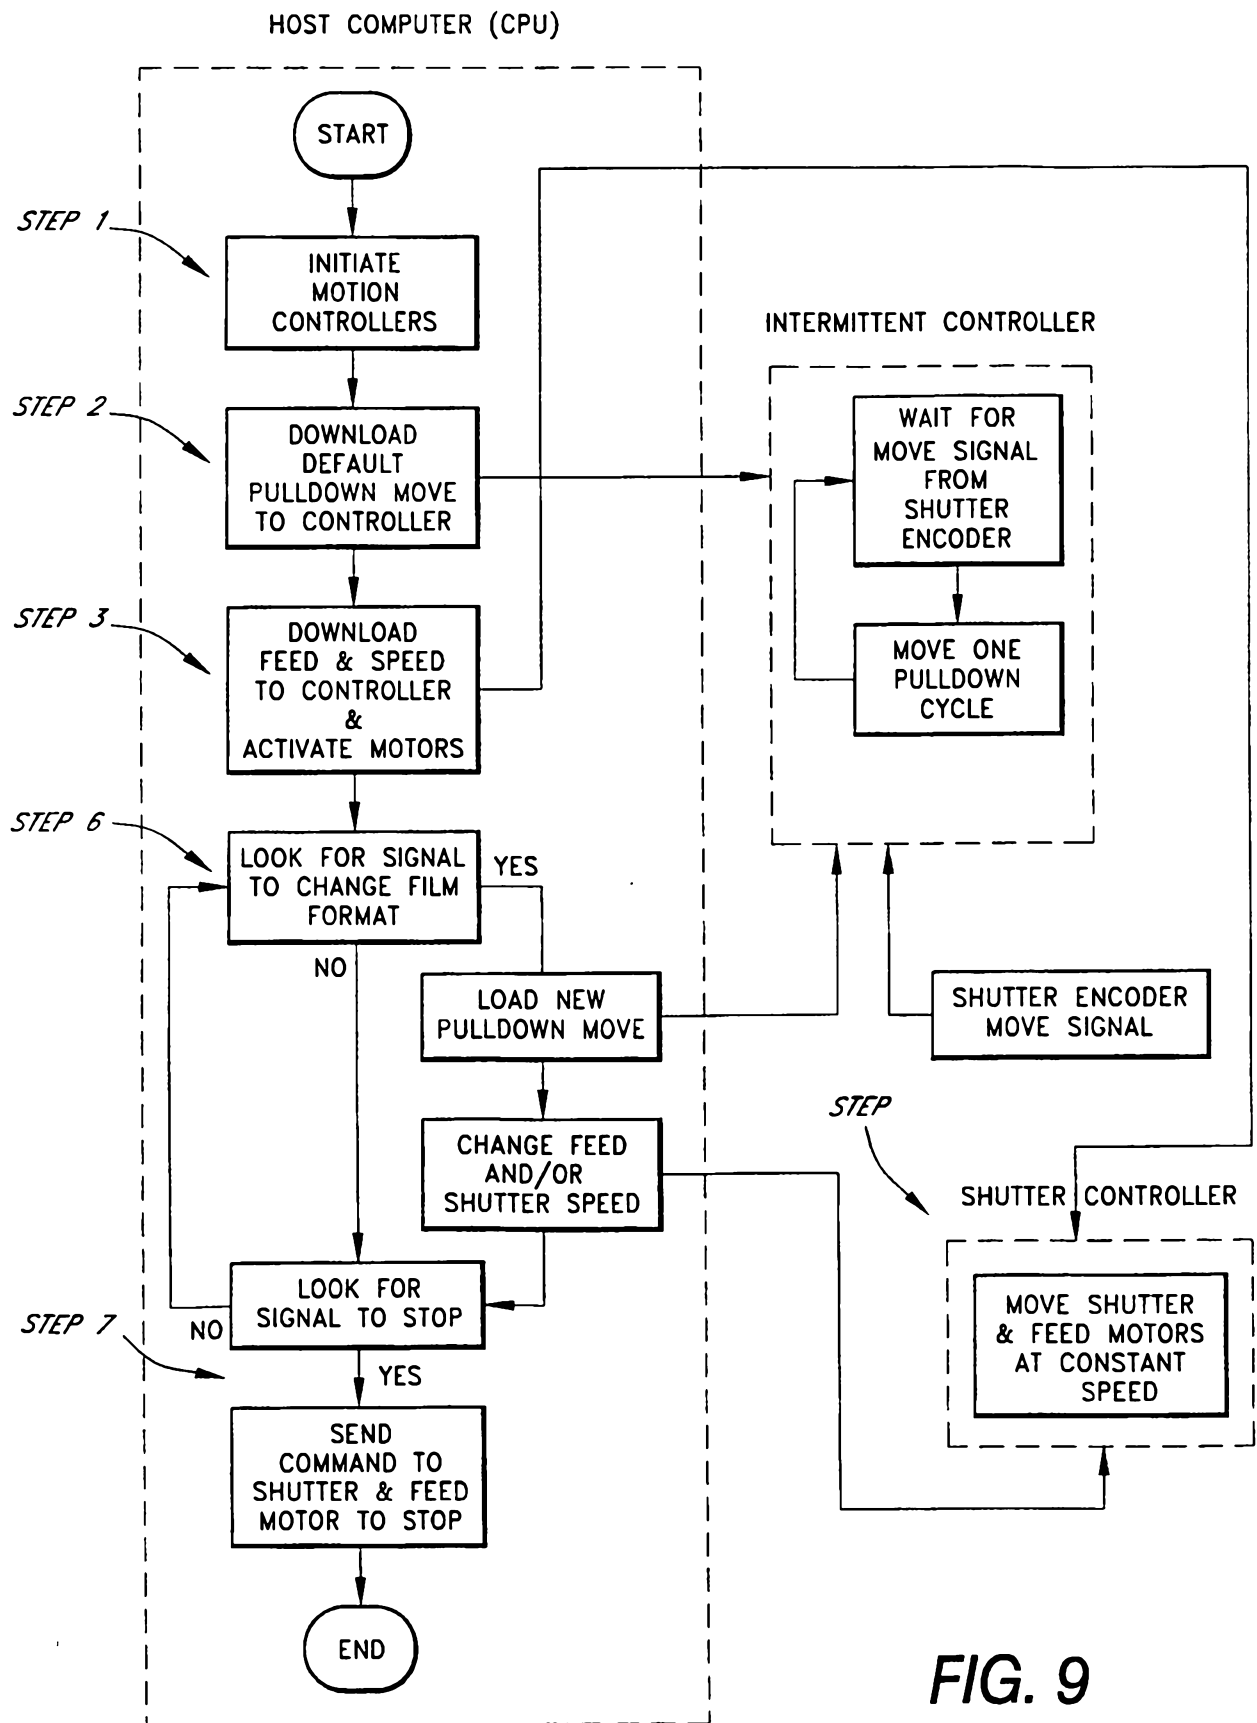 HOST COMPUTER (CPU)
START
STEP 1
INITIATE
MOTION
CONTROLLERS
STEP 2
DOWNLOAD
DEFAULT
PULLDOWN MOVE
TO CONTROLLER
STEP 3
DOWNLOAD
FEED & SPEED
TO CONTROLLER
&
ACTIVATE MOTORS
STEP 6
LOOK FOR SIGNAL
TO CHANGE FILM
FORMAT
YES
NO
LOAD NEW
PULLDOWN MOVE
CHANGE FEED
AND/OR
SHUTTER SPEED
LOOK FOR
SIGNAL TO STOP
NO
STEP 7
YES
SEND
COMMAND TO
SHUTTER & FEED
MOTOR TO STOP
END
INTERMITTENT CONTROLLER
WAIT FOR
MOVE SIGNAL
FROM
SHUTTER
ENCODER
MOVE ONE
PULLDOWN
CYCLE
SHUTTER ENCODER
MOVE SIGNAL
STEP
SHUTTER CONTROLLER
MOVE SHUTTER
& FEED MOTORS
AT CONSTANT
SPEED
FIG. 9